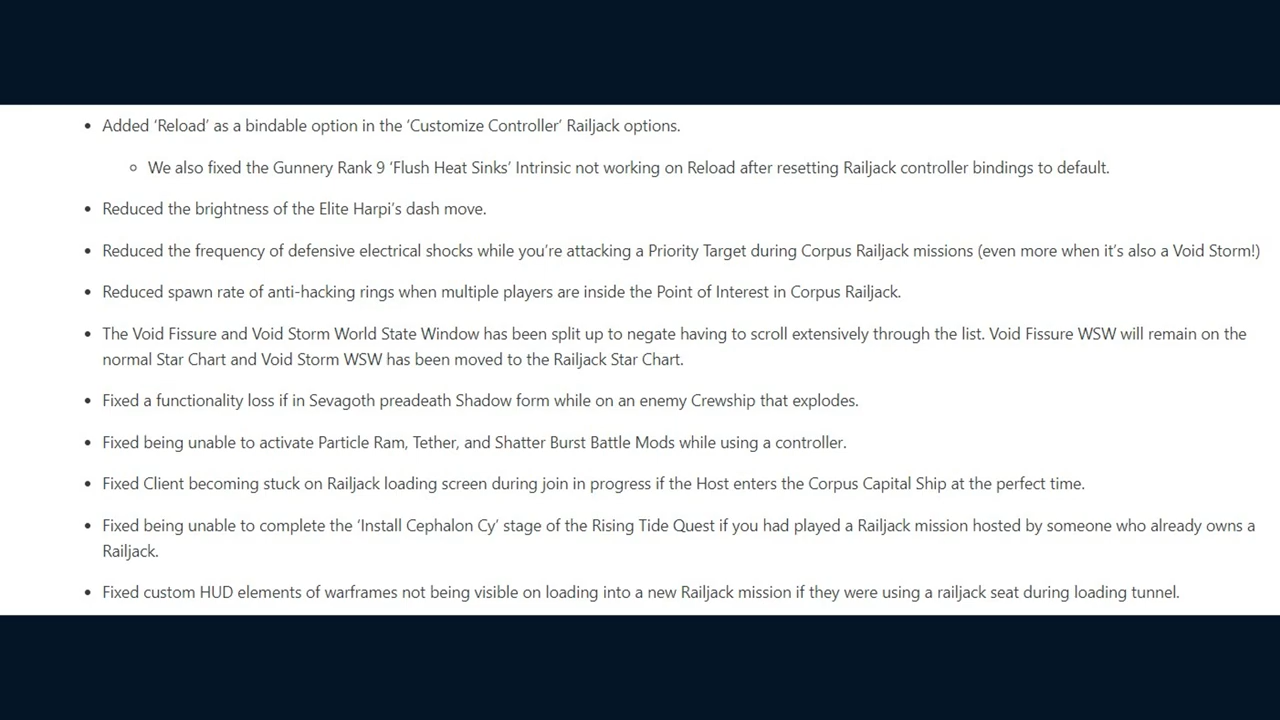 • Added ‘Reload’ as a bindable option in the ‘Customize Controller’ Railjack options.
○ We also fixed the Gunnery Rank 9 ‘Flush Heat Sinks’ Intrinsic not working on Reload after resetting Railjack controller bindings to default.
• Reduced the brightness of the Elite Harpi’s dash move.
• Reduced the frequency of defensive electrical shocks while you’re attacking a Priority Target during Corpus Railjack missions (even more when it’s also a Void Storm!)
• Reduced spawn rate of anti-hacking rings when multiple players are inside the Point of Interest in Corpus Railjack.
• The Void Fissure and Void Storm World State Window has been split up to negate having to scroll extensively through the list. Void Fissure WSW will remain on the
normal Star Chart and Void Storm WSW has been moved to the Railjack Star Chart.
• Fixed a functionality loss if in Sevagoth preadeath Shadow form while on an enemy Crewship that explodes.
• Fixed being unable to activate Particle Ram, Tether, and Shatter Burst Battle Mods while using a controller.
• Fixed Client becoming stuck on Railjack loading screen during join in progress if the Host enters the Corpus Capital Ship at the perfect time.
• Fixed being unable to complete the ‘Install Cephalon Cy’ stage of the Rising Tide Quest if you had played a Railjack mission hosted by someone who already owns a
Railjack.
• Fixed custom HUD elements of warframes not being visible on loading into a new Railjack mission if they were using a railjack seat during loading tunnel.